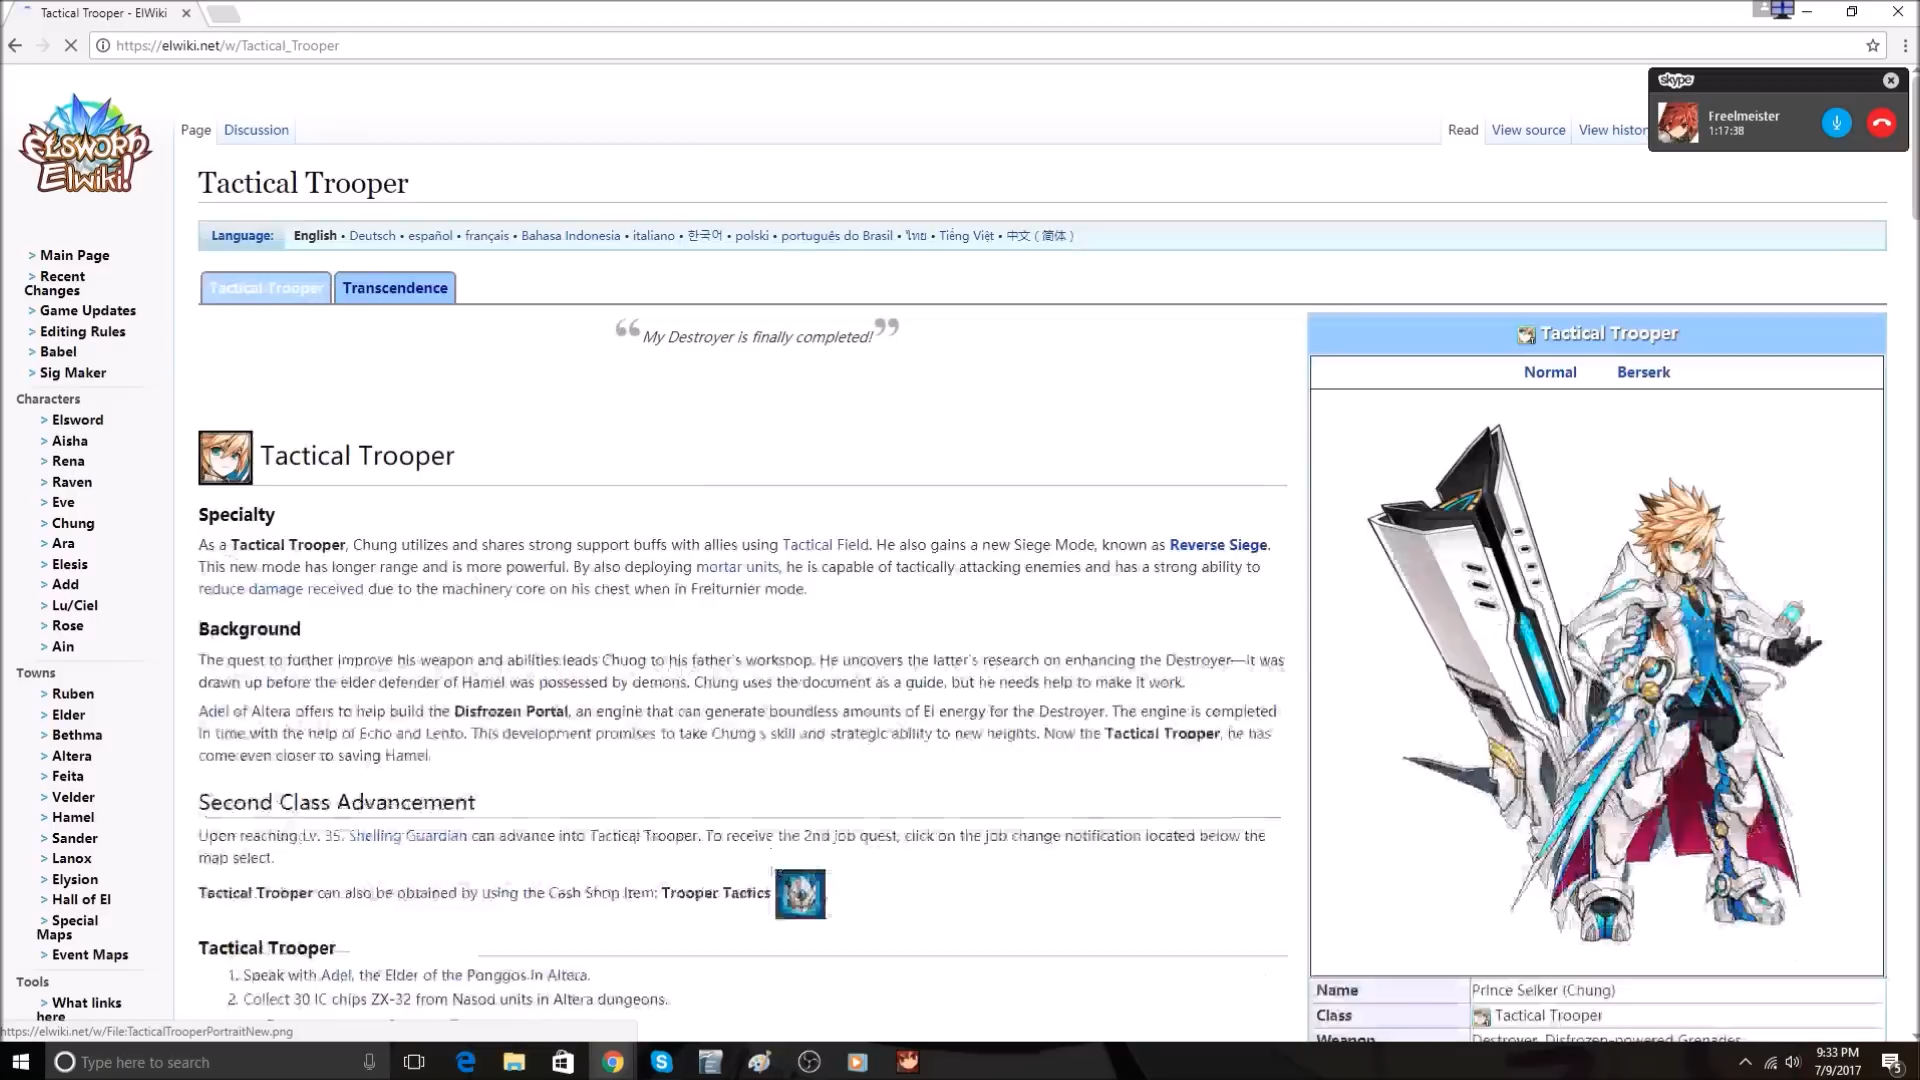 Tactical Trooper - ElWiki
https://elwiki.net/w/Tactical_Trooper
skype
Freelmeister
1:17:38
ELSWORD
ElWiki!
Page
Discussion
Read
View source
View histor
Tactical Trooper
Language: English • Deutsch • español • français • Bahasa Indonesia • italiano • 한국어 • polski • português do Brasil • ไทย • Tiếng Việt • 中文 ( 简体 )
Tactical Trooper
Transcendence
“ My Destroyer is finally completed! ”
Tactical Trooper
Specialty
As a Tactical Trooper, Chung utilizes and shares strong support buffs with allies using Tactical Field. He also gains a new Siege Mode, known as Reverse Siege.
This new mode has longer range and is more powerful. By also deploying mortar units, he is capable of tactically attacking enemies and has a strong ability to
reduce damage received due to the machinery core on his chest when in Freiturnier mode.
Background
The quest to further improve his weapon and abilities leads Chung to his father's workshop. He uncovers the latter's research on enhancing the Destroyer—it was
drawn up before the elder defender of Hamel was possessed by demons. Chung uses the document as a guide, but he needs help to make it work.
Adel of Altera offers to help build the Disfrozen Portal, an engine that can generate boundless amounts of El energy for the Destroyer. The engine is completed
in time with the help of Echo and Lento. This development promises to take Chung's skill and strategic ability to new heights. Now the Tactical Trooper, he has
come even closer to saving Hamel.
Second Class Advancement
Upon reaching Lv. 35, Shelling Guardian can advance into Tactical Trooper. To receive the 2nd job quest, click on the job change notification located below the
map select.
Tactical Trooper can also be obtained by using the Cash Shop Item: Trooper Tactics
Tactical Trooper
1. Speak with Adel, the Elder of the Ponggos in Altera.
2. Collect 30 IC chips ZX-32 from Nasod units in Altera dungeons.
Tactical Trooper
Normal
Berserk
Name Prince Seiker (Chung)
Class Tactical Trooper
Weapon Destroyer, Disfrozen-powered Grenades
> Main Page
> Recent
Changes
> Game Updates
> Editing Rules
> Babel
> Sig Maker
Characters
> Elsword
> Aisha
> Rena
> Raven
> Eve
> Chung
> Ara
> Elesis
> Add
> Lu/Ciel
> Rose
> Ain
Towns
> Ruben
> Elder
> Bethma
> Altera
> Feita
> Velder
> Hamel
> Sander
> Lanox
> Elysion
> Hall of El
> Special
Maps
> Event Maps
Tools
> What links
here
https://elwiki.net/w/File:TacticalTrooperPortraitNew.png
Type here to search
9:33 PM
7/9/2017
5